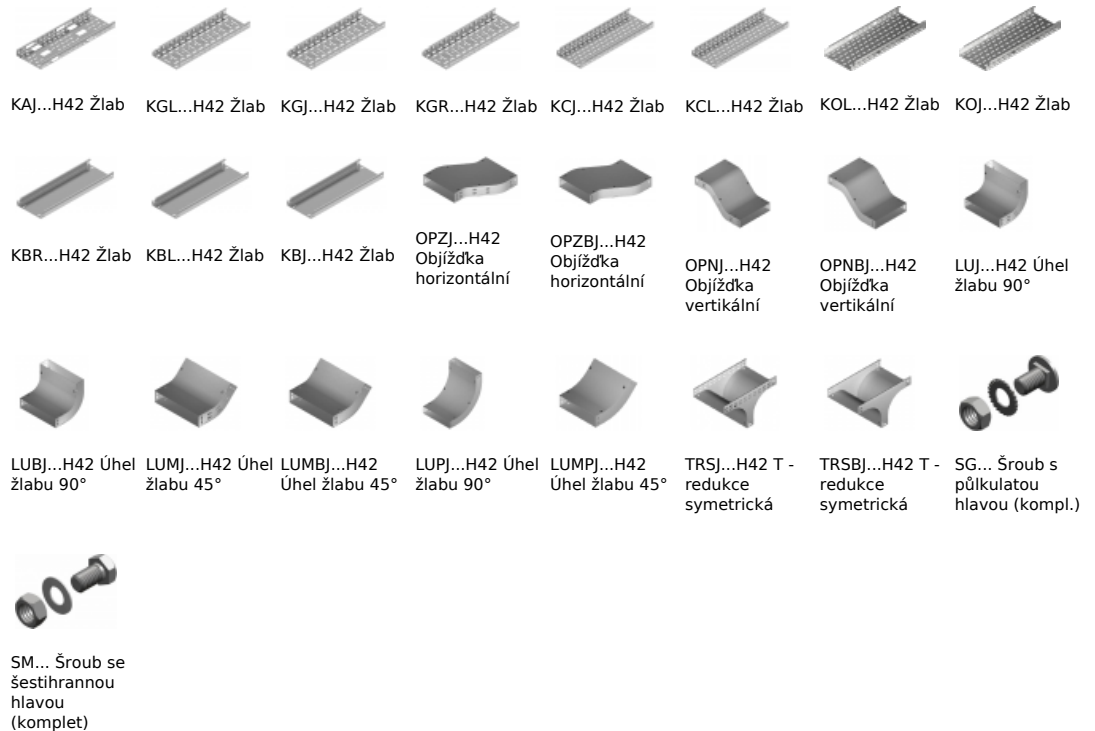 KAJ...H42 Žlab
KGL...H42 Žlab
KGJ...H42 Žlab
KGR...H42 Žlab
KCJ...H42 Žlab
KCL...H42 Žlab
KOL...H42 Žlab
KOJ...H42 Žlab
KBR...H42 Žlab
KBL...H42 Žlab
KBJ...H42 Žlab
OPZJ...H42
Objížďka
horizontální
OPZBJ...H42
Objížďka
horizontální
OPNJ...H42
Objížďka
vertikální
OPNBJ...H42
Objížďka
vertikální
LUJ...H42 Úhel
žlabu 90°
LUBJ...H42 Úhel
žlabu 90°
LUMJ...H42 Úhel
žlabu 45°
LUMBJ...H42
Úhel žlabu 45°
LUPJ...H42 Úhel
žlabu 90°
LUMPJ...H42
Úhel žlabu 45°
TRSJ...H42 T -
redukce
symetrická
TRSBJ...H42 T -
redukce
symetrická
SG... Šroub s
půlkulatou
hlavou (kompl.)
SM... Šroub se
šestihrannou
hlavou
(komplet)